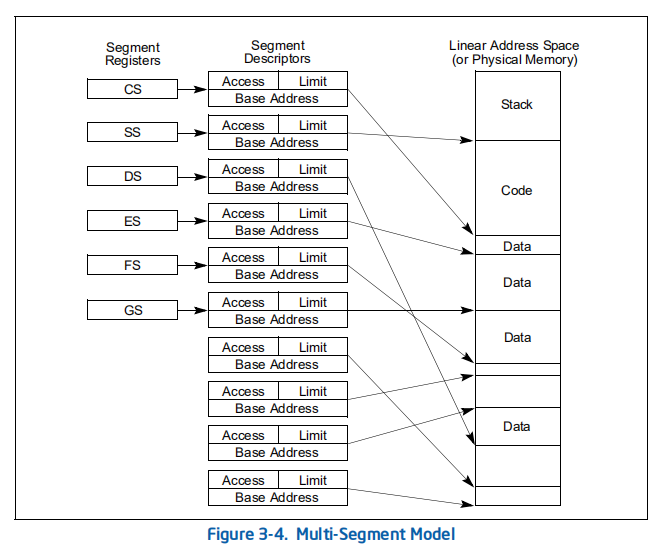 Segment Registers
Segment Descriptors
Linear Address Space (or Physical Memory)
CS
Access Limit
Base Address
SS
Access Limit
Base Address
DS
Access Limit
Base Address
ES
Access Limit
Base Address
FS
Access Limit
Base Address
GS
Access Limit
Base Address
Access Limit
Base Address
Access Limit
Base Address
Access Limit
Base Address
Access Limit
Base Address
Stack
Code
Data
Data
Data
Data
Figure 3-4. Multi-Segment Model